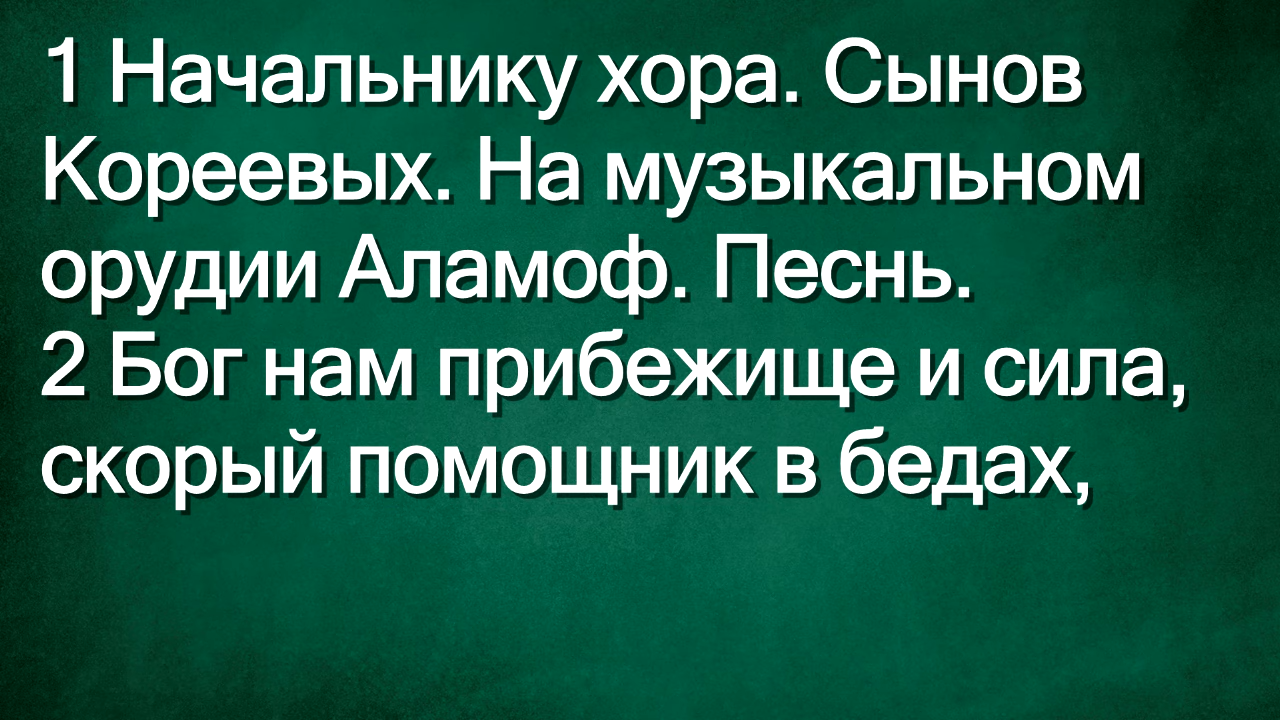 1 Начальнику хора. Сынов
Кореевых. На музыкальном
орудии Аламоф. Песнь.
2 Бог нам прибежище и сила,
скорый помощник в бедах,